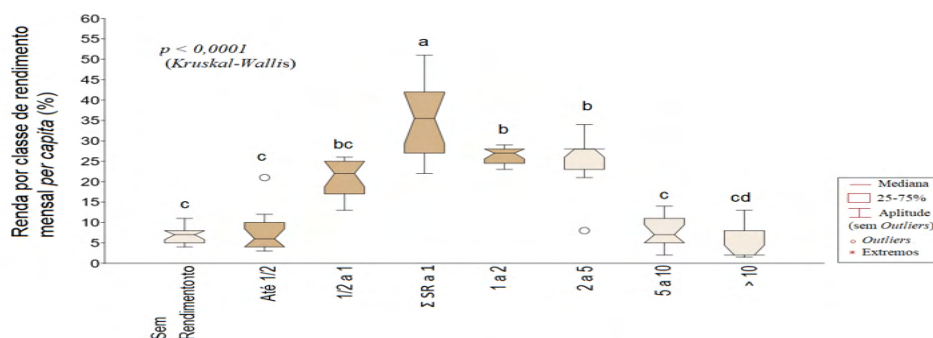 Renda por classe de rendimento
mensal per capita (%)
60
55
50
45
40
35
30
25
20
15
10
5
0
p < 0,0001
(Kruskal-Wallis)
c
c
bc
a
b
b
c
cd
Sem
Rendimentonto
Até 1/2
1/2 a 1
Σ SR a 1
1 a 2
2 a 5
5 a 10
> 10
Mediana
25-75%
Aplitude
(sem Outliers)
Outliers
Extremos